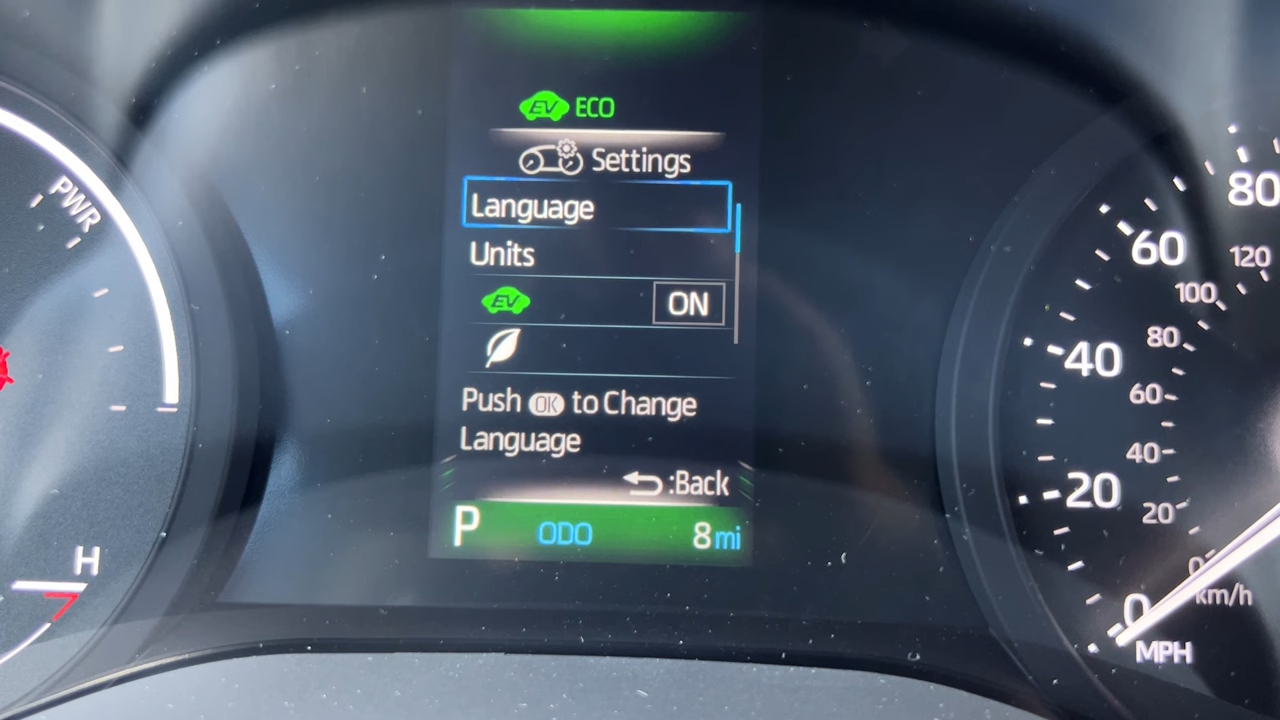 EV ECO
Settings
Language
Units
EV ON
Push OK to Change
Language
:Back
P ODO 8 mi
PWR
H
80
60
40
20
0
MPH
120
100
80
60
40
20
0
km/h